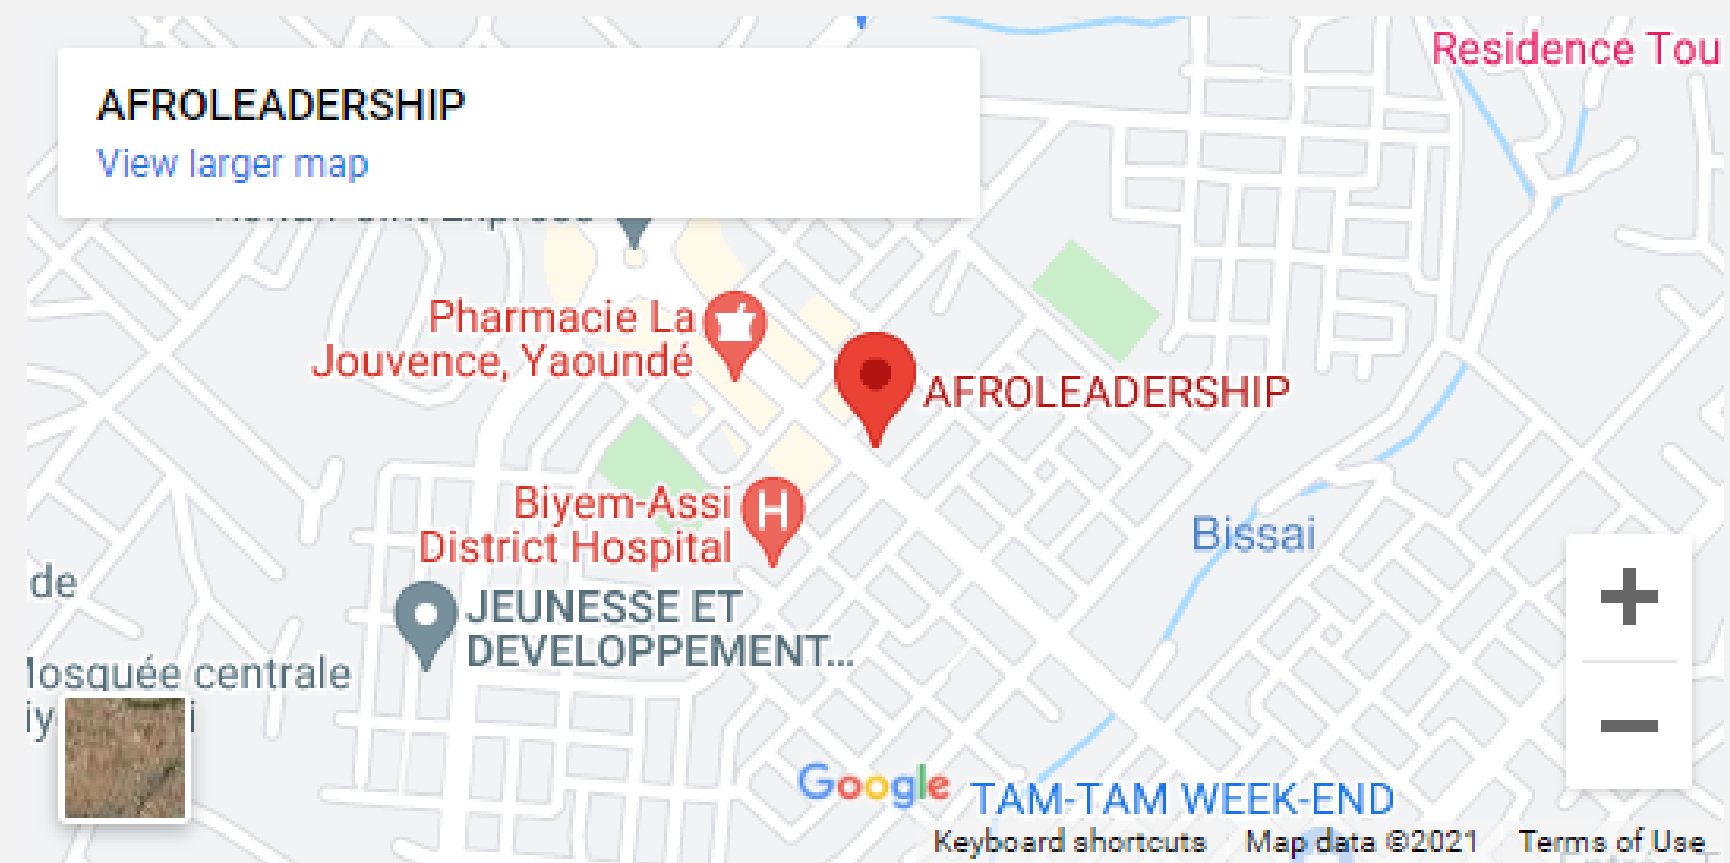 Residence Tou
AFROLEADERSHIP
View larger map
Pharmacie La
Jouvence, Yaoundé
AFROLEADERSHIP
Biyem-Assi
District Hospital
Bissai
de
JEUNESSE ET
DEVELOPPEMENT...
centrale
Google
TAM-TAM WEEK-END
Keyboard shortcuts
Map data ©2021
Terms of Use